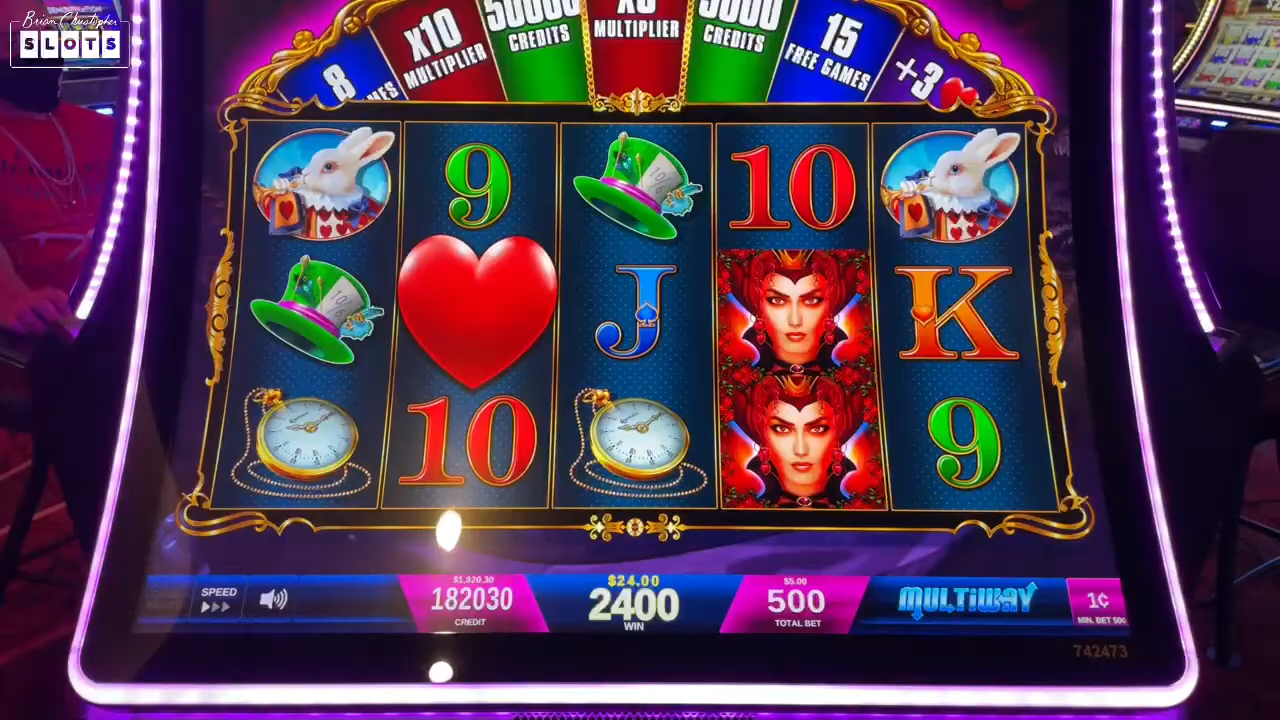 Brian Christopher
SLOTS
8
x10
MULTIPLIER
50000
CREDITS
MULTIPLIER
5000
CREDITS
15
FREE GAMES
+3
9
10
10
J
K
10
9
SPEED
$1,820.30
182030
CREDIT
$24.00
2400
WIN
$5.00
500
TOTAL BET
MULTIWAY
1¢
MIN. BET 50¢
742473